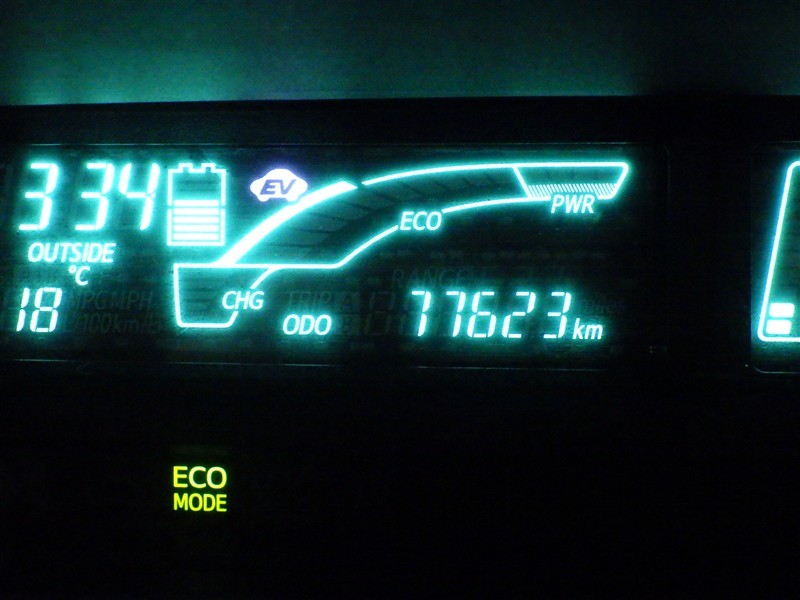 3 34
EV
ECO
PWR
OUTSIDE
°C
18
CHG
ODO
77623 km
ECO
MODE